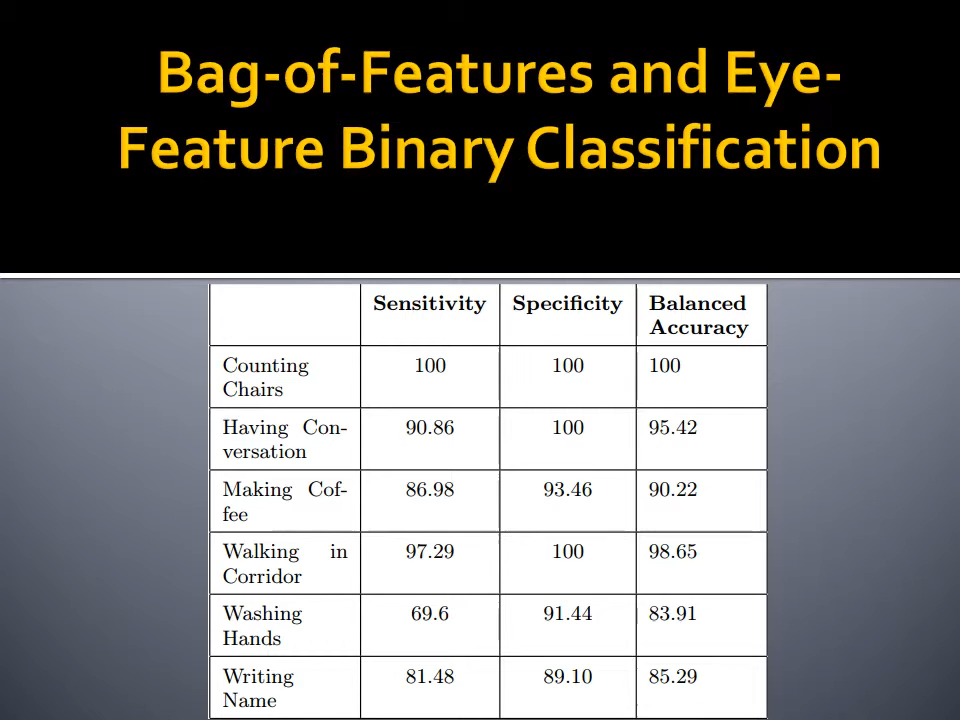 Bag-of-Features and Eye-
Feature Binary Classification
Sensitivity Specificity Balanced
Accuracy
Counting 100 100 100
Chairs
Having Con- 90.86 100 95.42
versation
Making Cof- 86.98 93.46 90.22
fee
Walking in 97.29 100 98.65
Corridor
Washing 69.6 91.44 83.91
Hands
Writing 81.48 89.10 85.29
Name